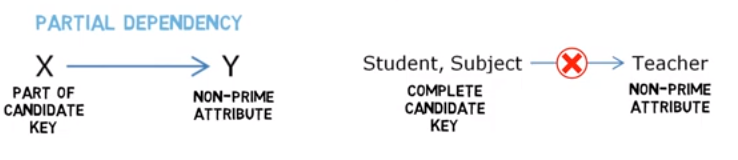 PARTIAL DEPENDENCY
X Y
PART OF
CANDIDATE
KEY
NON-PRIME
ATTRIBUTE
Student, Subject Teacher
COMPLETE
CANDIDATE
KEY
NON-PRIME
ATTRIBUTE